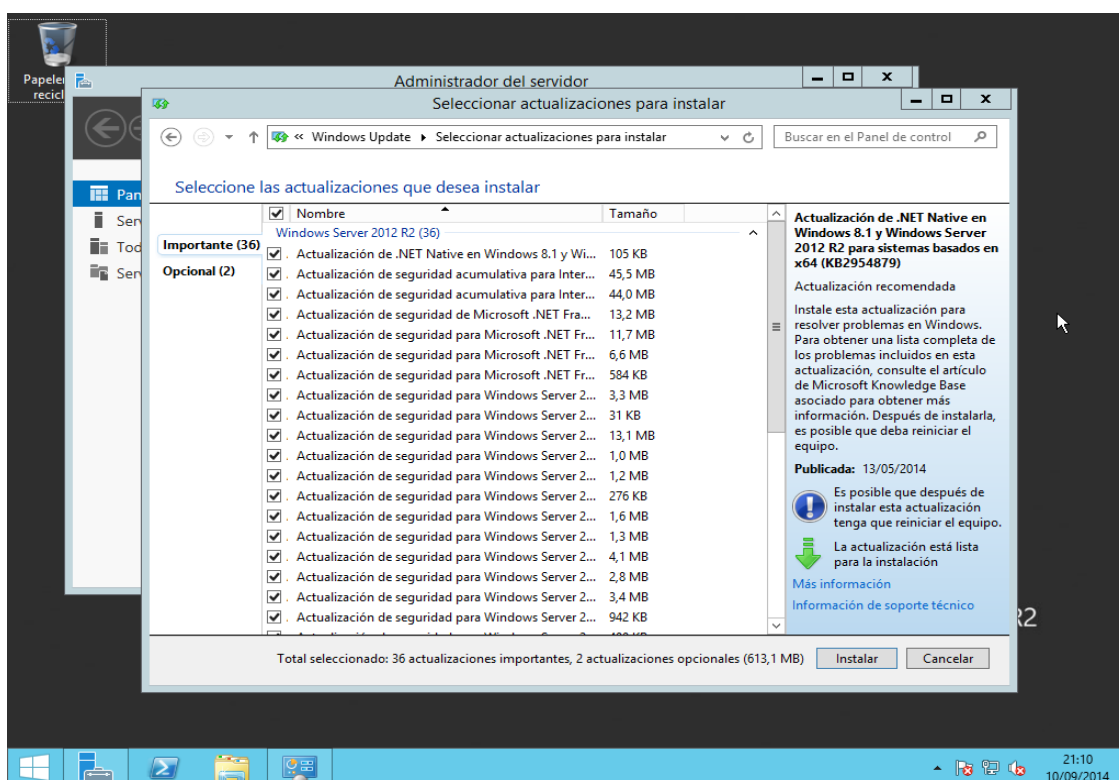 Papeler
recicl
Administrador del servidor
Seleccionar actualizaciones para instalar
« Windows Update ▸ Seleccionar actualizaciones para instalar
Buscar en el Panel de control
Pan
Ser
Tod
Serv
Seleccione las actualizaciones que desea instalar
Importante (36)
Opcional (2)
Nombre Tamaño
Windows Server 2012 R2 (36)
Actualización de .NET Native en Windows 8.1 y Wi... 105 KB
Actualización de seguridad acumulativa para Inter... 45,5 MB
Actualización de seguridad acumulativa para Inter... 44,0 MB
Actualización de seguridad de Microsoft .NET Fra... 13,2 MB
Actualización de seguridad para Microsoft .NET Fr... 11,7 MB
Actualización de seguridad para Microsoft .NET Fr... 6,6 MB
Actualización de seguridad para Microsoft .NET Fr... 584 KB
Actualización de seguridad para Windows Server 2... 3,3 MB
Actualización de seguridad para Windows Server 2... 31 KB
Actualización de seguridad para Windows Server 2... 13,1 MB
Actualización de seguridad para Windows Server 2... 1,0 MB
Actualización de seguridad para Windows Server 2... 1,2 MB
Actualización de seguridad para Windows Server 2... 276 KB
Actualización de seguridad para Windows Server 2... 1,6 MB
Actualización de seguridad para Windows Server 2... 1,3 MB
Actualización de seguridad para Windows Server 2... 4,1 MB
Actualización de seguridad para Windows Server 2... 2,8 MB
Actualización de seguridad para Windows Server 2... 3,4 MB
Actualización de seguridad para Windows Server 2... 942 KB
Actualización de .NET Native en
Windows 8.1 y Windows Server
2012 R2 para sistemas basados en
x64 (KB2954879)
Actualización recomendada
Instale esta actualización para
resolver problemas en Windows.
Para obtener una lista completa de
los problemas incluidos en esta
actualización, consulte el artículo
de Microsoft Knowledge Base
asociado para obtener más
información. Después de instalarla,
es posible que deba reiniciar el
equipo.
Publicada: 13/05/2014
Es posible que después de
instalar esta actualización
tenga que reiniciar el equipo.
La actualización está lista
para la instalación
Más información
Información de soporte técnico
R2
Total seleccionado: 36 actualizaciones importantes, 2 actualizaciones opcionales (613,1 MB)
Instalar
Cancelar
21:10
10/09/2014